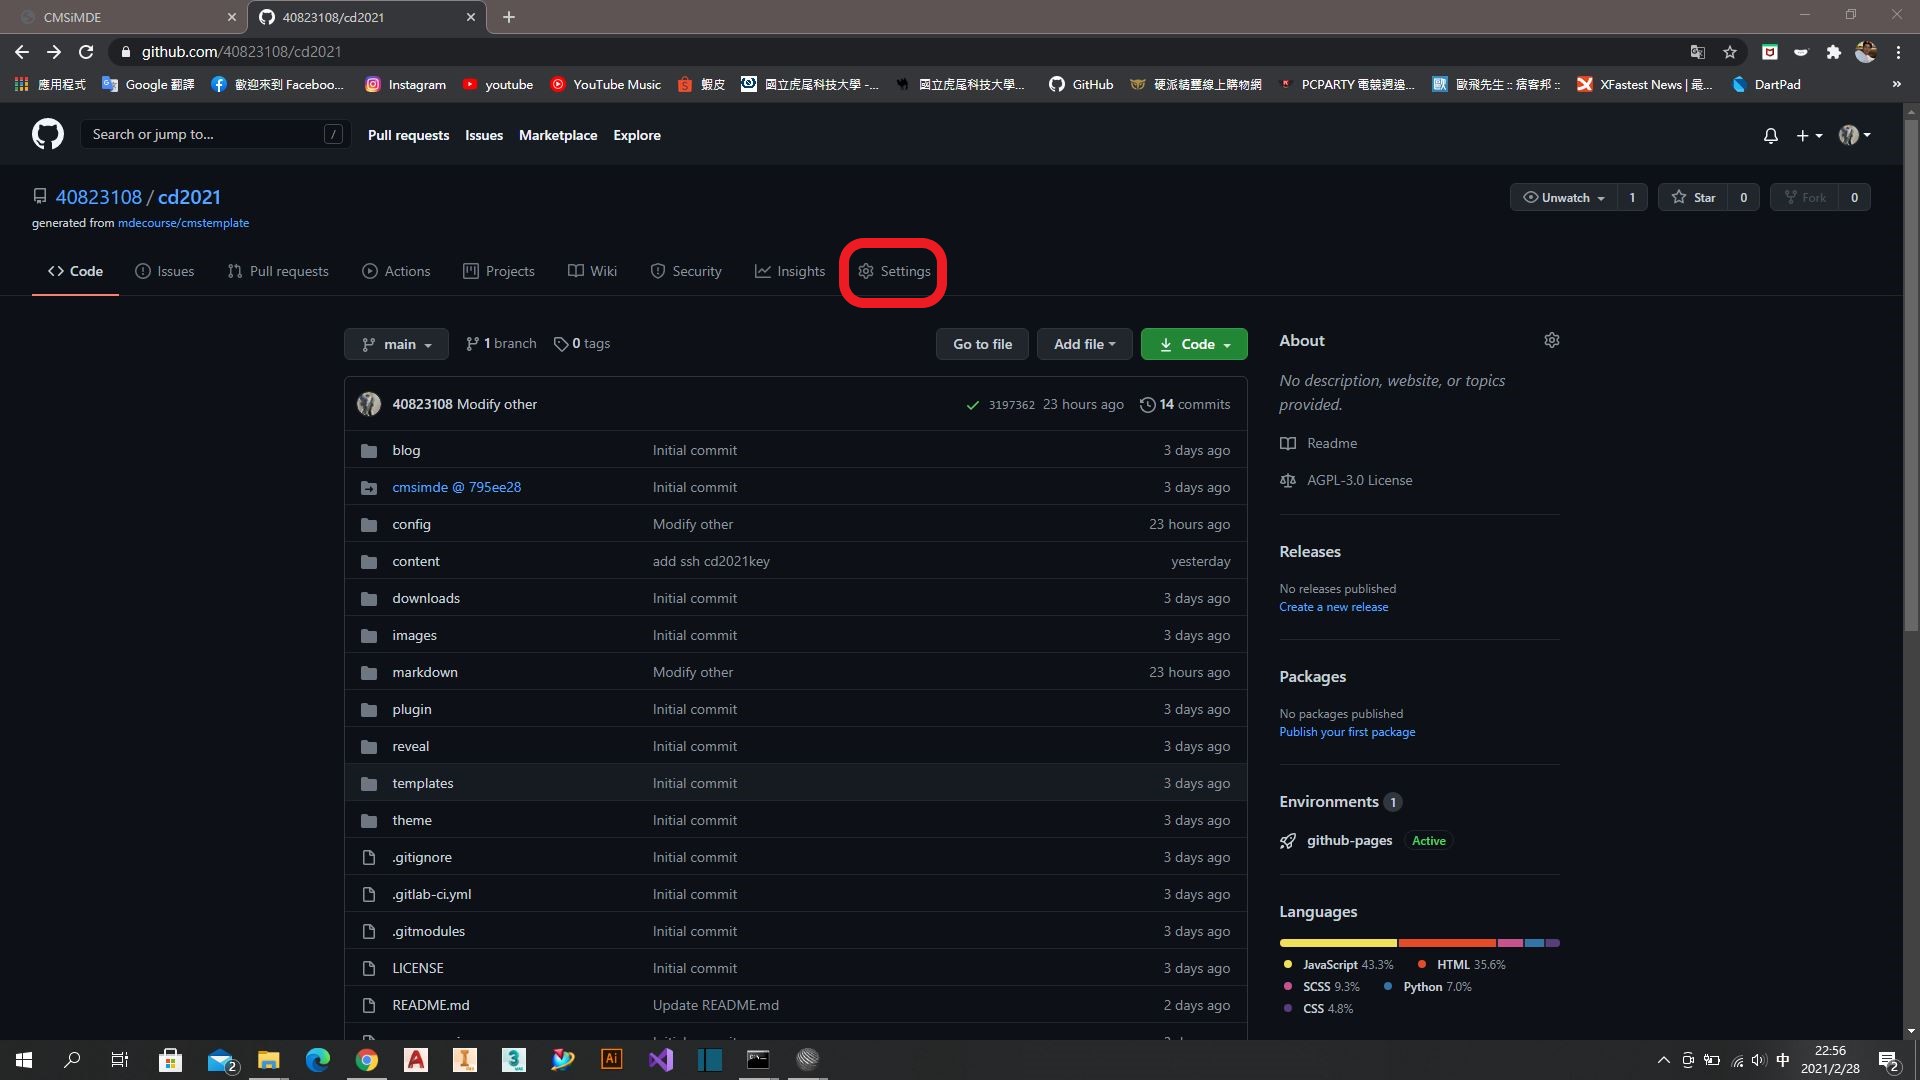 CMSiMDE
40823108/cd2021
github.com/40823108/cd2021
應用程式 Google 翻譯 歡迎來到 Faceboo... Instagram youtube YouTube Music 蝦皮 國立虎尾科技大學 -... 國立虎尾科技大學... GitHub 硬派精璽線上購物網 PCPARTY 電競週邊... 歐飛先生 :: 痞客邦 :: XFastest News | 最... DartPad »
Search or jump to... / Pull requests Issues Marketplace Explore
40823108 / cd2021
generated from mdecourse/cmstemplate
Unwatch 1 Star 0 Fork 0
Code Issues Pull requests Actions Projects Wiki Security Insights Settings
main 1 branch 0 tags Go to file Add file Code
40823108 Modify other 3197362 23 hours ago 14 commits
blog Initial commit 3 days ago
cmsimde @ 795ee28 Initial commit 3 days ago
config Modify other 23 hours ago
content add ssh cd2021key yesterday
downloads Initial commit 3 days ago
images Initial commit 3 days ago
markdown Modify other 23 hours ago
plugin Initial commit 3 days ago
reveal Initial commit 3 days ago
templates Initial commit 3 days ago
theme Initial commit 3 days ago
.gitignore Initial commit 3 days ago
.gitlab-ci.yml Initial commit 3 days ago
.gitmodules Initial commit 3 days ago
LICENSE Initial commit 3 days ago
README.md Update README.md 2 days ago
About
No description, website, or topics
provided.
Readme
AGPL-3.0 License
Releases
No releases published
Create a new release
Packages
No packages published
Publish your first package
Environments 1
github-pages Active
Languages
JavaScript 43.3% HTML 35.6%
SCSS 9.3% Python 7.0%
CSS 4.8%
2
中
22:56
2021/2/28
2